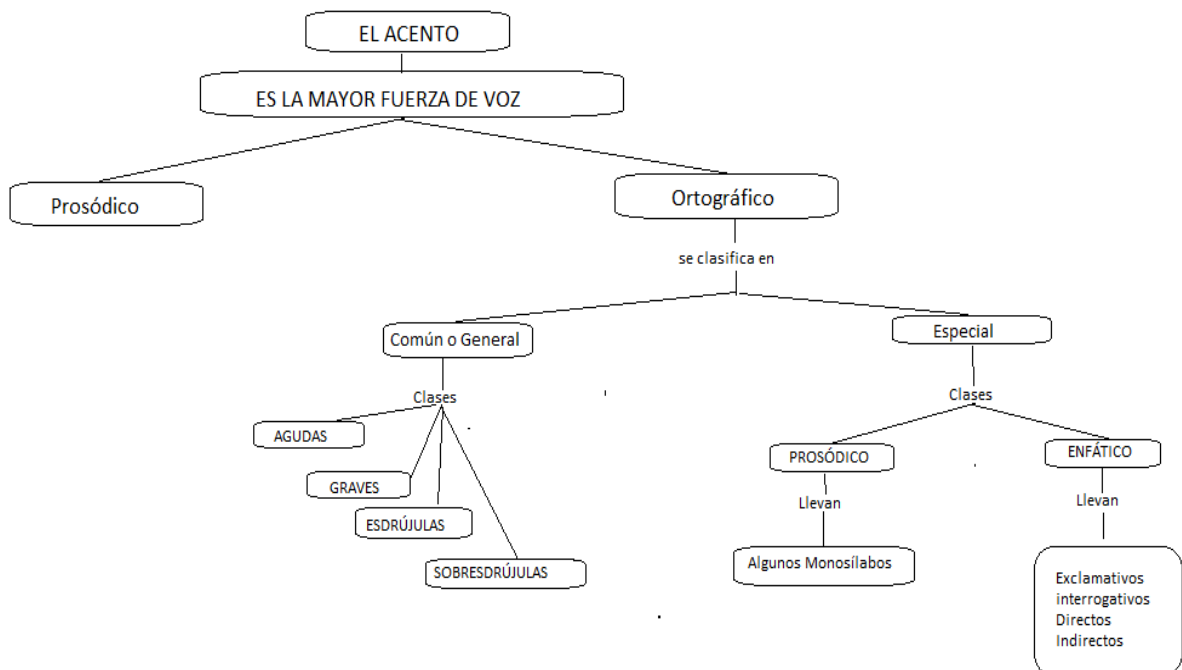 EL ACENTO
ES LA MAYOR FUERZA DE VOZ
Prosódico
Ortográfico
se clasifica en
Común o General
Especial
Clases
Clases
AGUDAS
GRAVES
ESDRÚJULAS
SOBRESDRÚJULAS
PROSÓDICO
ENFÁTICO
Llevan
Llevan
Algunos Monosílabos
Exclamativos
interrogativos
Directos
Indirectos